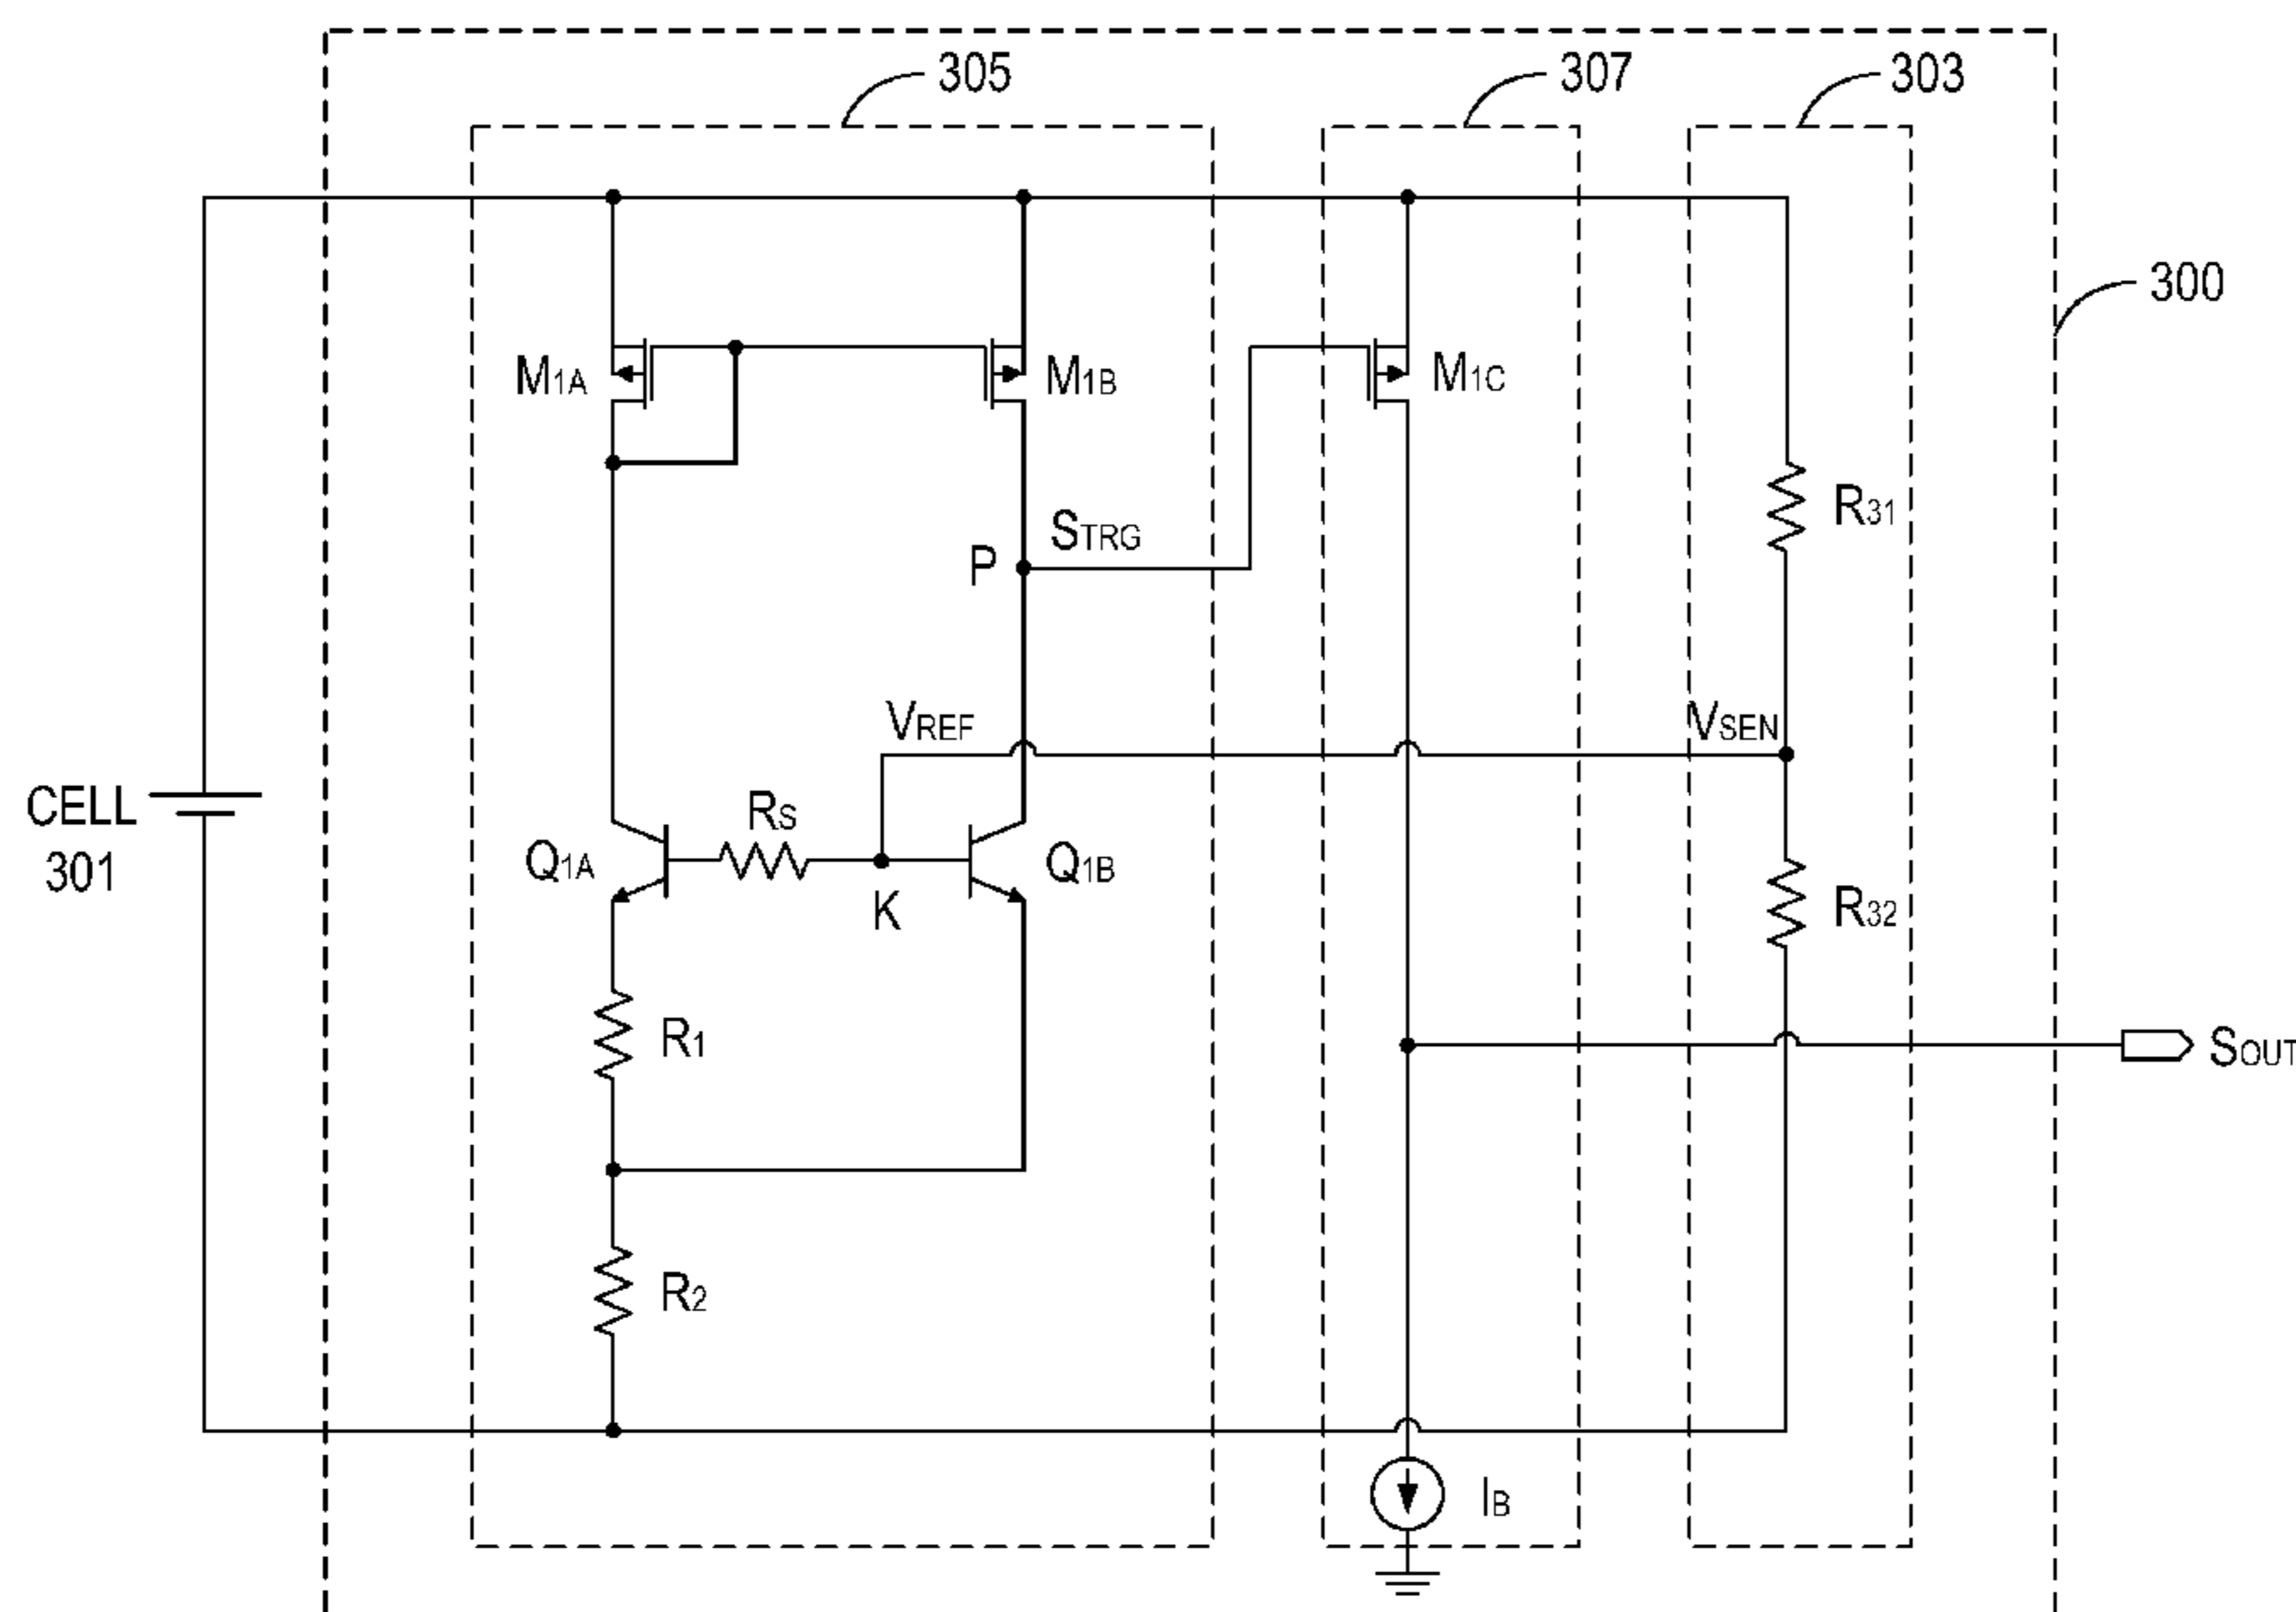 305
307
303
300
M1A
M1B
M1C
R31
STRG
P
VREF
VSEN
CELL
301
RS
Q1A
Q1B
K
R32
R1
SOUT
R2
IB